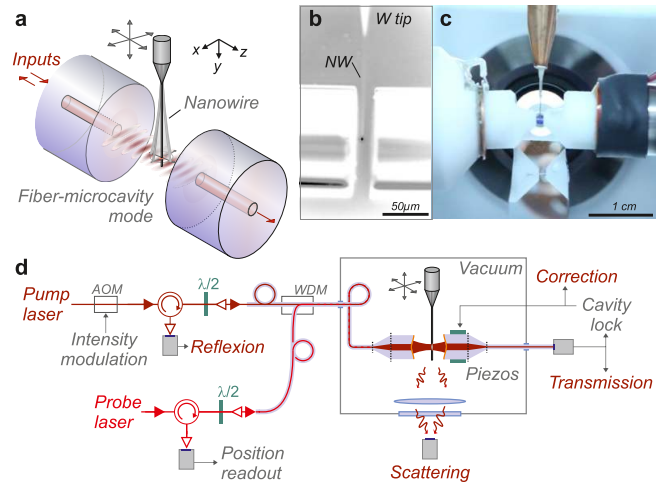 a
Inputs
x
y
z
Nanowire
Fiber-microcavity
mode
b
W tip
NW
50µm
c
1 cm
d
AOM
Pump
laser
Intensity
modulation
λ/2
Reflexion
WDM
Probe
laser
λ/2
Position
readout
Vacuum
Piezos
Scattering
Correction
Cavity
lock
Transmission